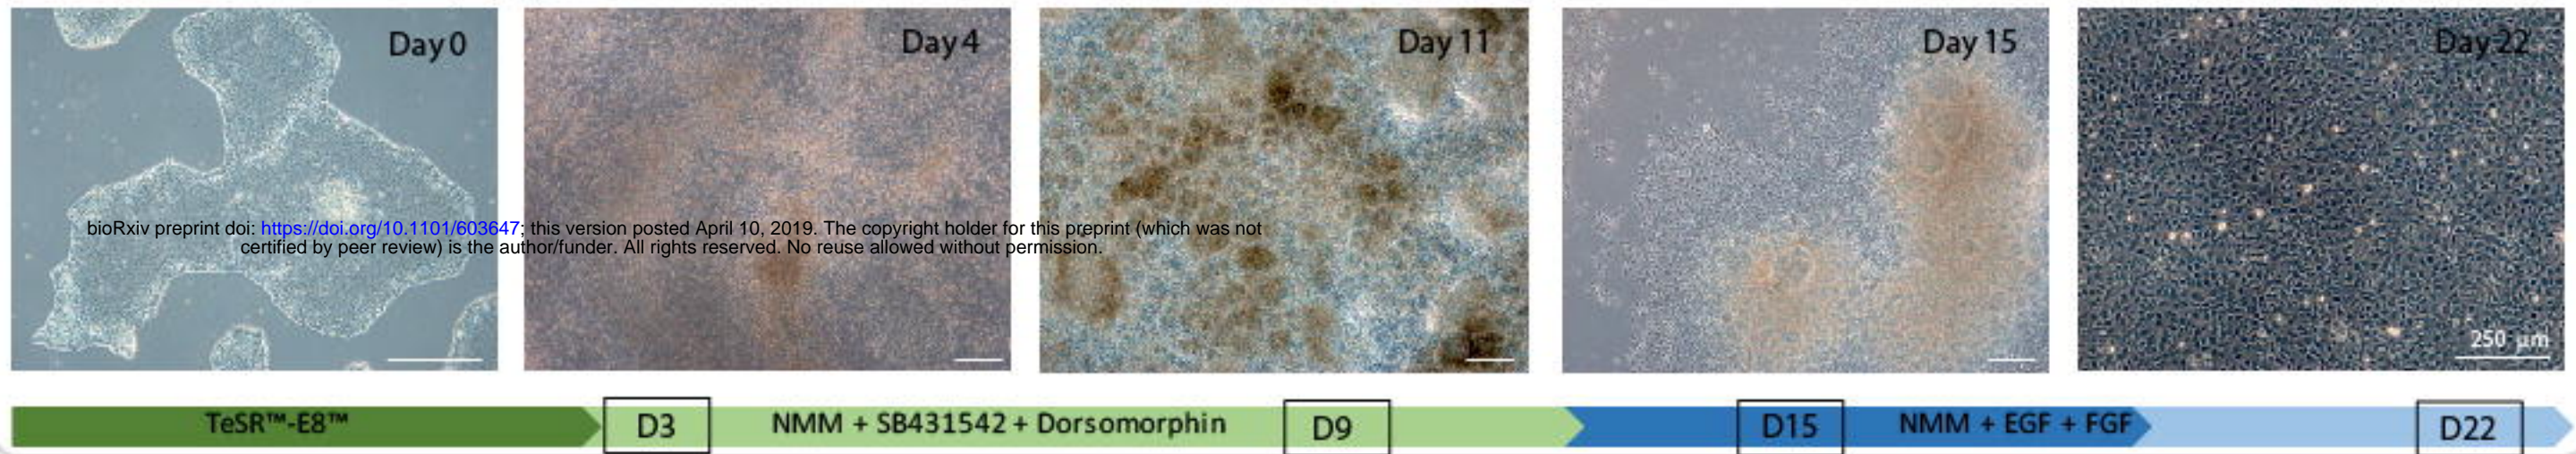 Day 0
Day 4
Day 11
Day 15
Day 22
bioRxiv preprint doi: https://doi.org/10.1101/603647; this version posted April 10, 2019. The copyright holder for this preprint (which was not
certified by peer review) is the author/funder. All rights reserved. No reuse allowed without permission.
250 µm
TeSR™-E8™
D3
NMM + SB431542 + Dorsomorphin
D9
D15
NMM + EGF + FGF
D22